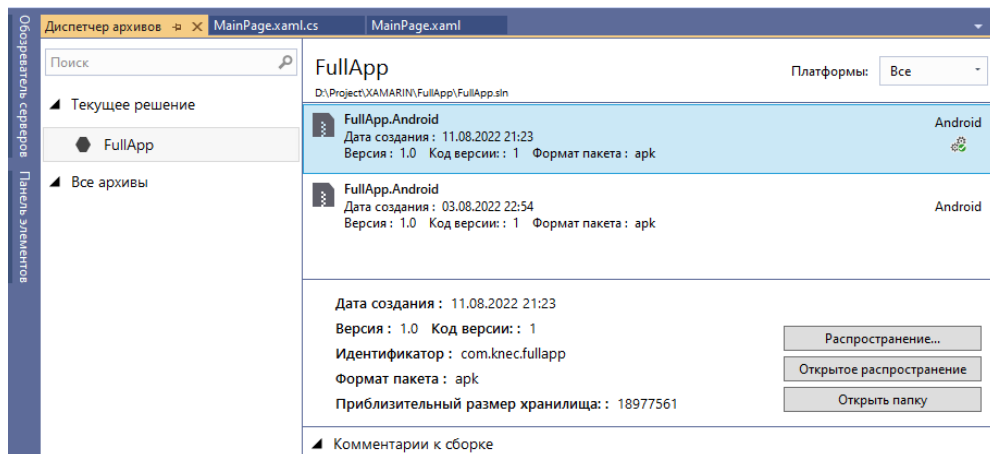 Обозреватель серверов
Панель элементов
Диспетчер архивов
MainPage.xaml.cs
MainPage.xaml
Поиск
Текущее решение
FullApp
Все архивы
FullApp
Платформы: Все
D:\Project\XAMARIN\FullApp\FullApp.sln
FullApp.Android
Android
Дата создания : 11.08.2022 21:23
Версия : 1.0 Код версии: : 1 Формат пакета : apk
FullApp.Android
Дата создания : 03.08.2022 22:54
Android
Версия : 1.0 Код версии: : 1 Формат пакета : apk
Дата создания : 11.08.2022 21:23
Версия : 1.0 Код версии: : 1
Идентификатор : com.knec.fullapp
Формат пакета : apk
Приблизительный размер хранилища: : 18977561
Распространение...
Открытое распространение
Открыть папку
Комментарии к сборке